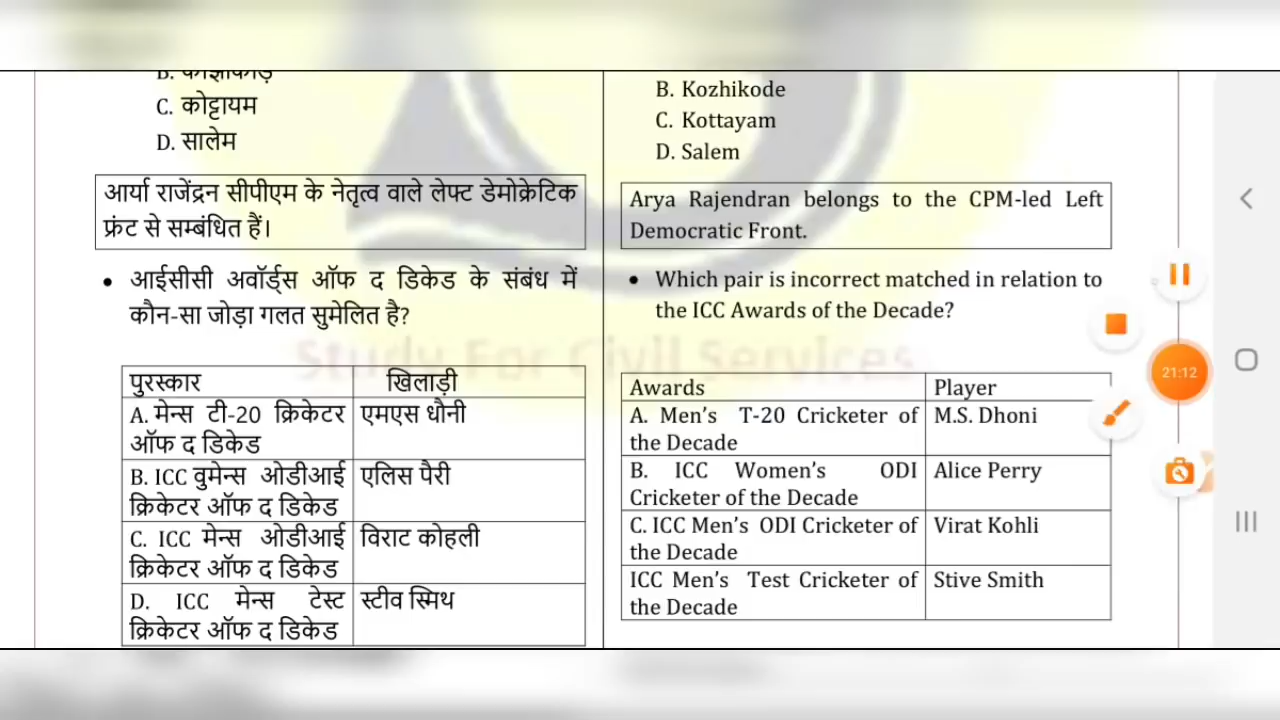 C. कोट्टायम
D. सालेम
आर्या राजेंद्रन सीपीएम के नेतृत्व वाले लेफ्ट डेमोक्रेटिक
फ्रंट से सम्बंधित हैं।
• आईसीसी अवॉर्ड्स ऑफ द डिकेड के संबंध में
कौन-सा जोड़ा गलत सुमेलित है?
पुरस्कार खिलाड़ी
A. मेन्स टी-20 क्रिकेटर एमएस धौनी
ऑफ द डिकेड
B. ICC वुमेन्स ओडीआई एलिस पैरी
क्रिकेटर ऑफ द डिकेड
C. ICC मेन्स ओडीआई विराट कोहली
क्रिकेटर ऑफ द डिकेड
D. ICC मेन्स टेस्ट स्टीव स्मिथ
क्रिकेटर ऑफ द डिकेड
B. Kozhikode
C. Kottayam
D. Salem
Arya Rajendran belongs to the CPM-led Left
Democratic Front.
• Which pair is incorrect matched in relation to
the ICC Awards of the Decade?
Awards Player
A. Men's T-20 Cricketer of M.S. Dhoni
the Decade
B. ICC Women's ODI Alice Perry
Cricketer of the Decade
C. ICC Men's ODI Cricketer of Virat Kohli
the Decade
ICC Men's Test Cricketer of Stive Smith
the Decade
Study For Civil Services
21:12